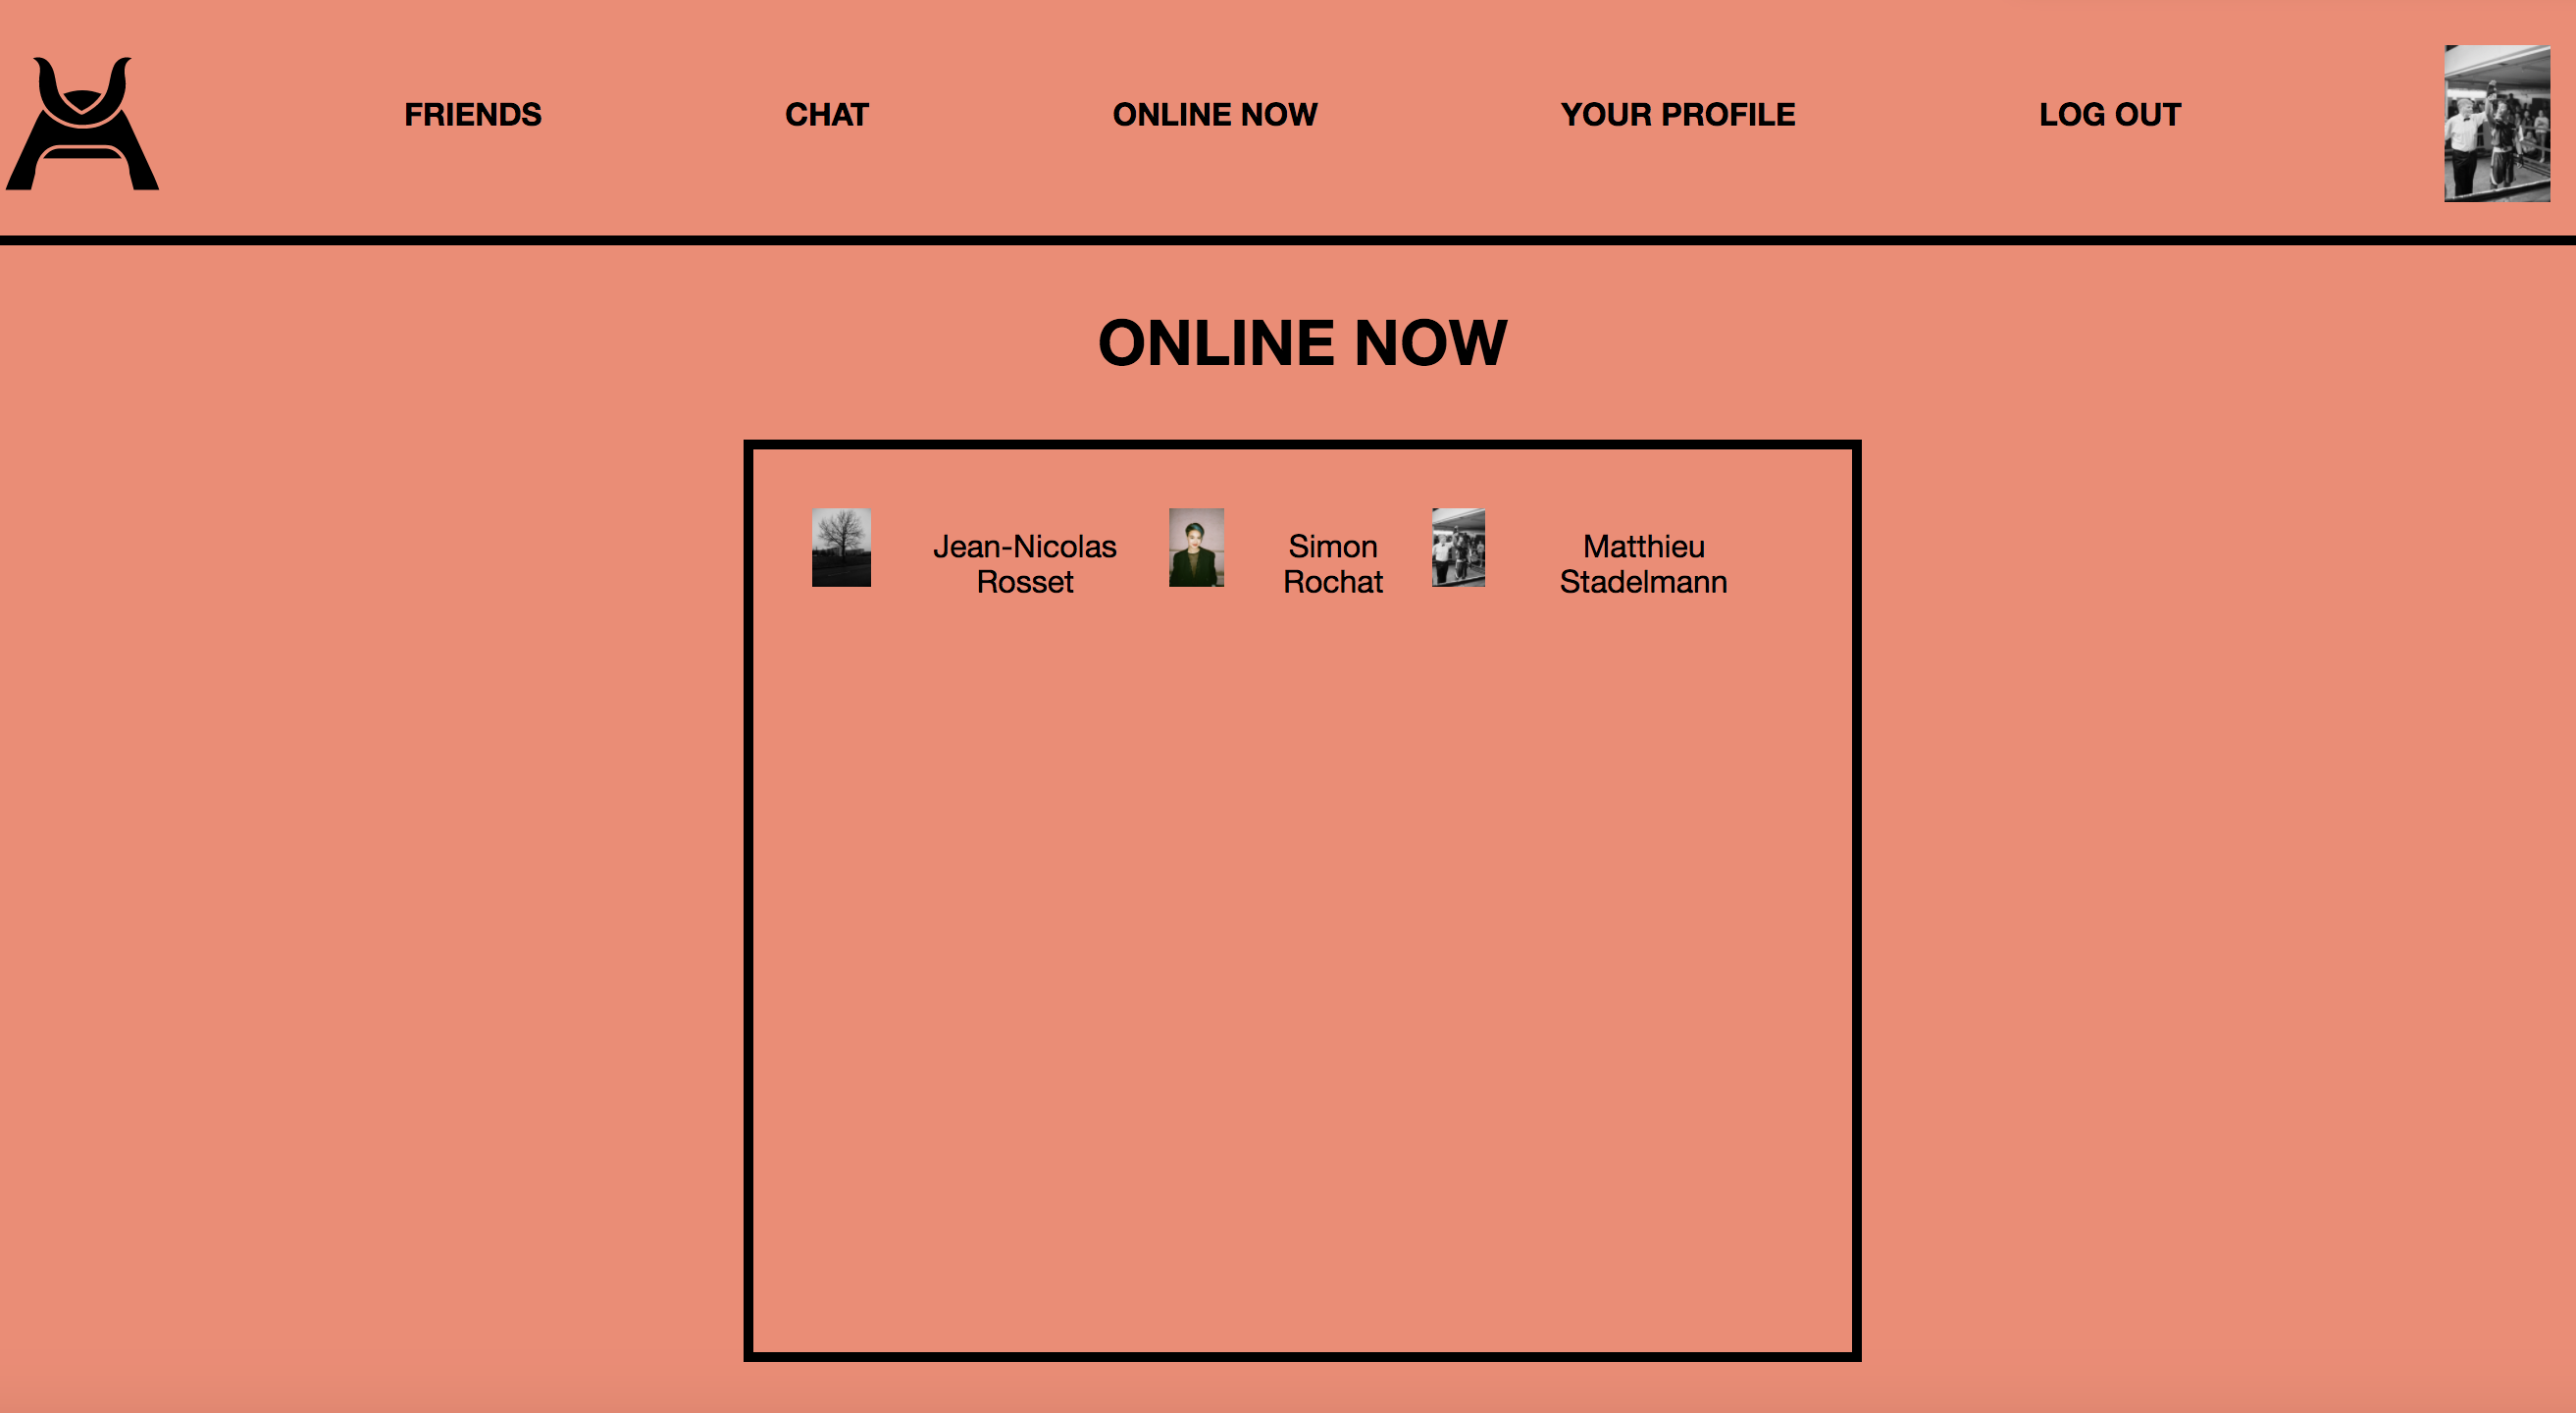 FRIENDS CHAT ONLINE NOW YOUR PROFILE LOG OUT
ONLINE NOW
Jean-Nicolas
Rosset
Simon
Rochat
Matthieu
Stadelmann